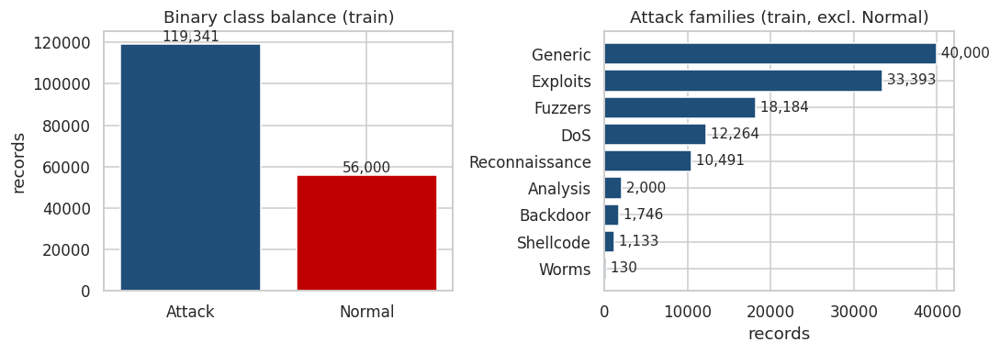 Binary class balance (train)
120000
100000
80000
60000
40000
20000
0
records
119,341
56,000
Attack
Normal
Attack families (train, excl. Normal)
Generic
40,000
Exploits
33,393
Fuzzers
18,184
DoS
12,264
Reconnaissance
10,491
Analysis
2,000
Backdoor
1,746
Shellcode
1,133
Worms
130
0
10000
20000
30000
40000
records